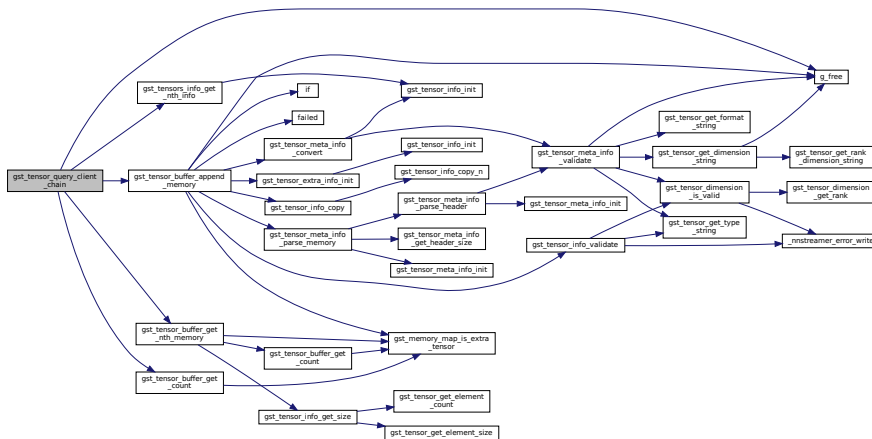 gst_tensor_query_client
_chain
gst_tensors_info_get
_nth_info
gst_tensor_buffer_append
_memory
gst_tensor_buffer_get
_nth_memory
gst_tensor_buffer_get
_count
if
failed
gst_tensor_meta_info
_convert
gst_tensor_extra_info_init
gst_tensor_info_copy
gst_tensor_meta_info
_parse_memory
gst_tensor_buffer_get
_count
gst_tensor_info_get_size
gst_tensor_info_init
gst_tensor_info_init
gst_tensor_info_copy_n
gst_tensor_meta_info
_parse_header
gst_tensor_meta_info
_get_header_size
gst_tensor_meta_info_init
gst_memory_map_is_extra
_tensor
gst_tensor_get_element
_count
gst_tensor_get_element_size
gst_tensor_meta_info
_validate
gst_tensor_meta_info_init
gst_tensor_info_validate
gst_tensor_get_format
_string
gst_tensor_get_dimension
_string
gst_tensor_dimension
_is_valid
gst_tensor_get_type
_string
g_free
gst_tensor_get_rank
_dimension_string
gst_tensor_dimension
_get_rank
_nnstreamer_error_write